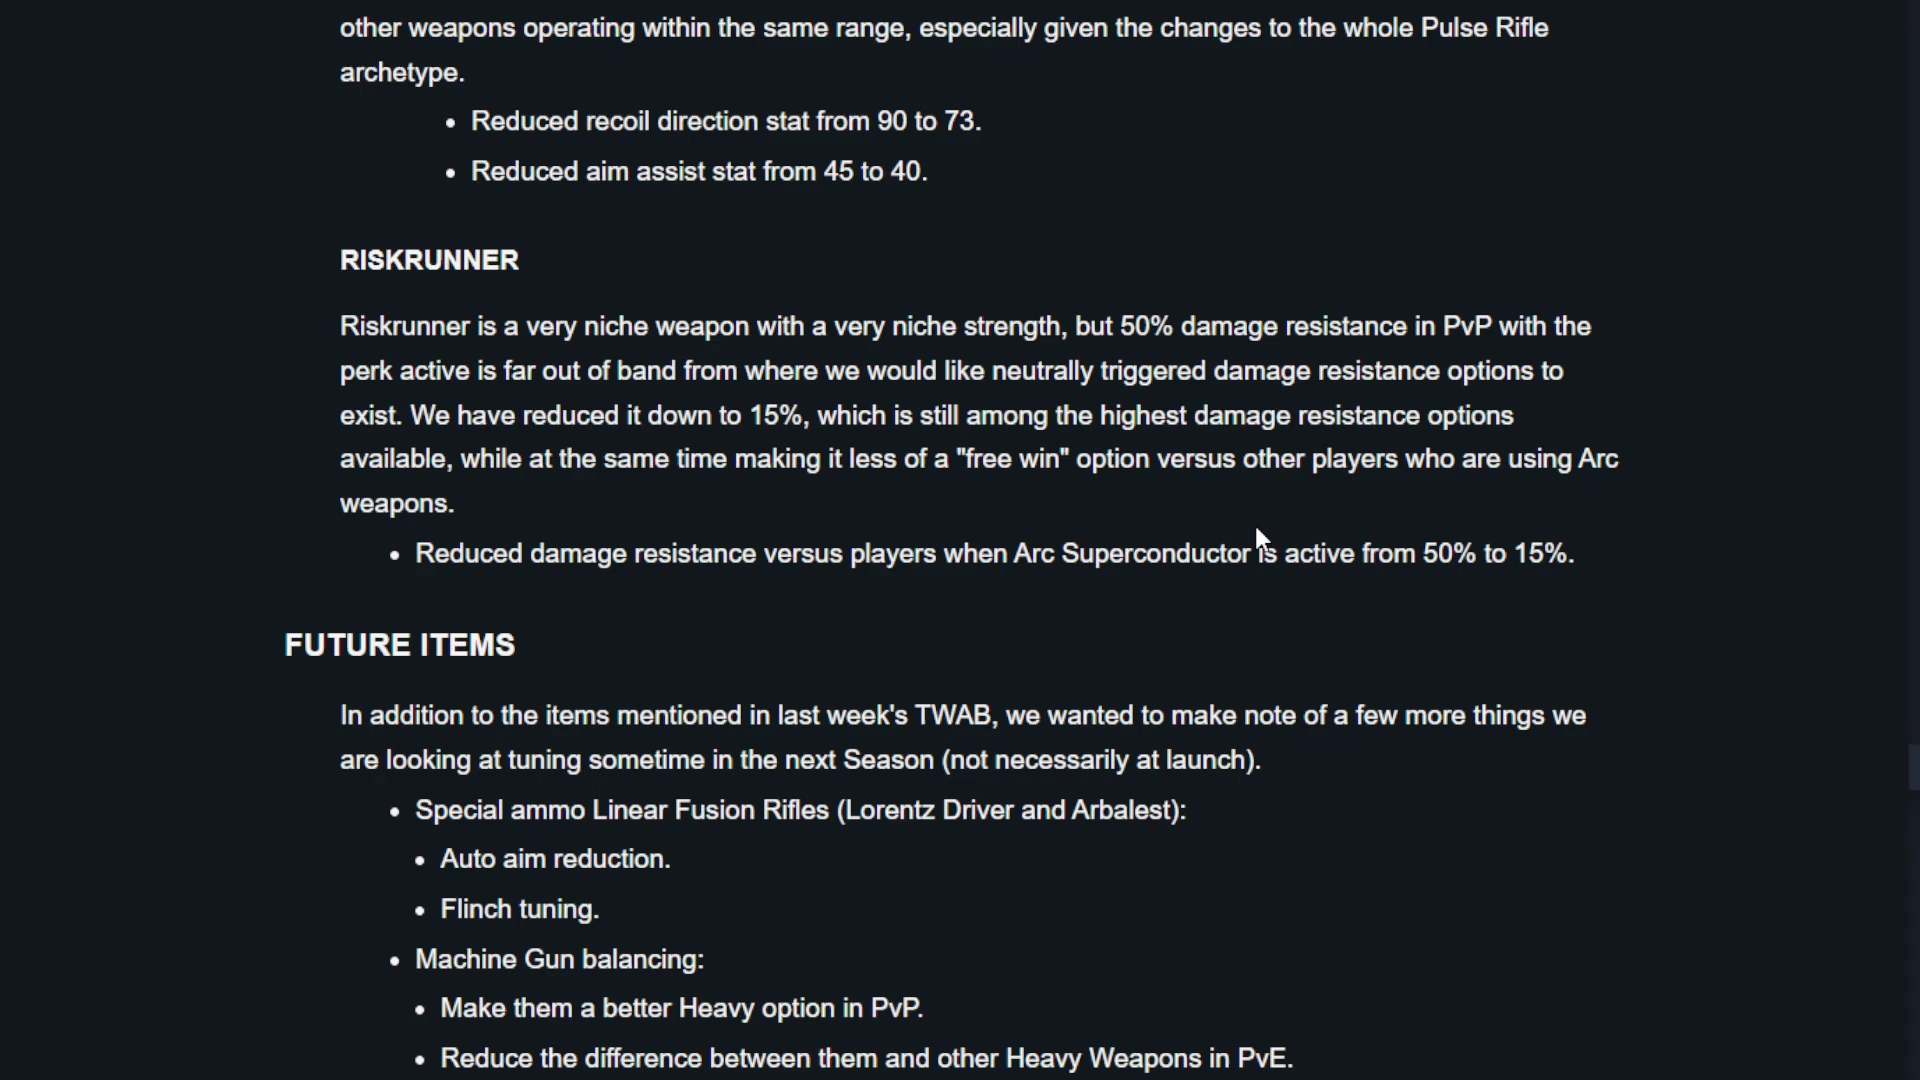 other weapons operating within the same range, especially given the changes to the whole Pulse Rifle
archetype.
• Reduced recoil direction stat from 90 to 73.
• Reduced aim assist stat from 45 to 40.
RISKRUNNER
Riskrunner is a very niche weapon with a very niche strength, but 50% damage resistance in PvP with the
perk active is far out of band from where we would like neutrally triggered damage resistance options to
exist. We have reduced it down to 15%, which is still among the highest damage resistance options
available, while at the same time making it less of a "free win" option versus other players who are using Arc
weapons.
• Reduced damage resistance versus players when Arc Superconductor is active from 50% to 15%.
FUTURE ITEMS
In addition to the items mentioned in last week's TWAB, we wanted to make note of a few more things we
are looking at tuning sometime in the next Season (not necessarily at launch).
• Special ammo Linear Fusion Rifles (Lorentz Driver and Arbalest):
• Auto aim reduction.
• Flinch tuning.
• Machine Gun balancing:
• Make them a better Heavy option in PvP.
• Reduce the difference between them and other Heavy Weapons in PvE.